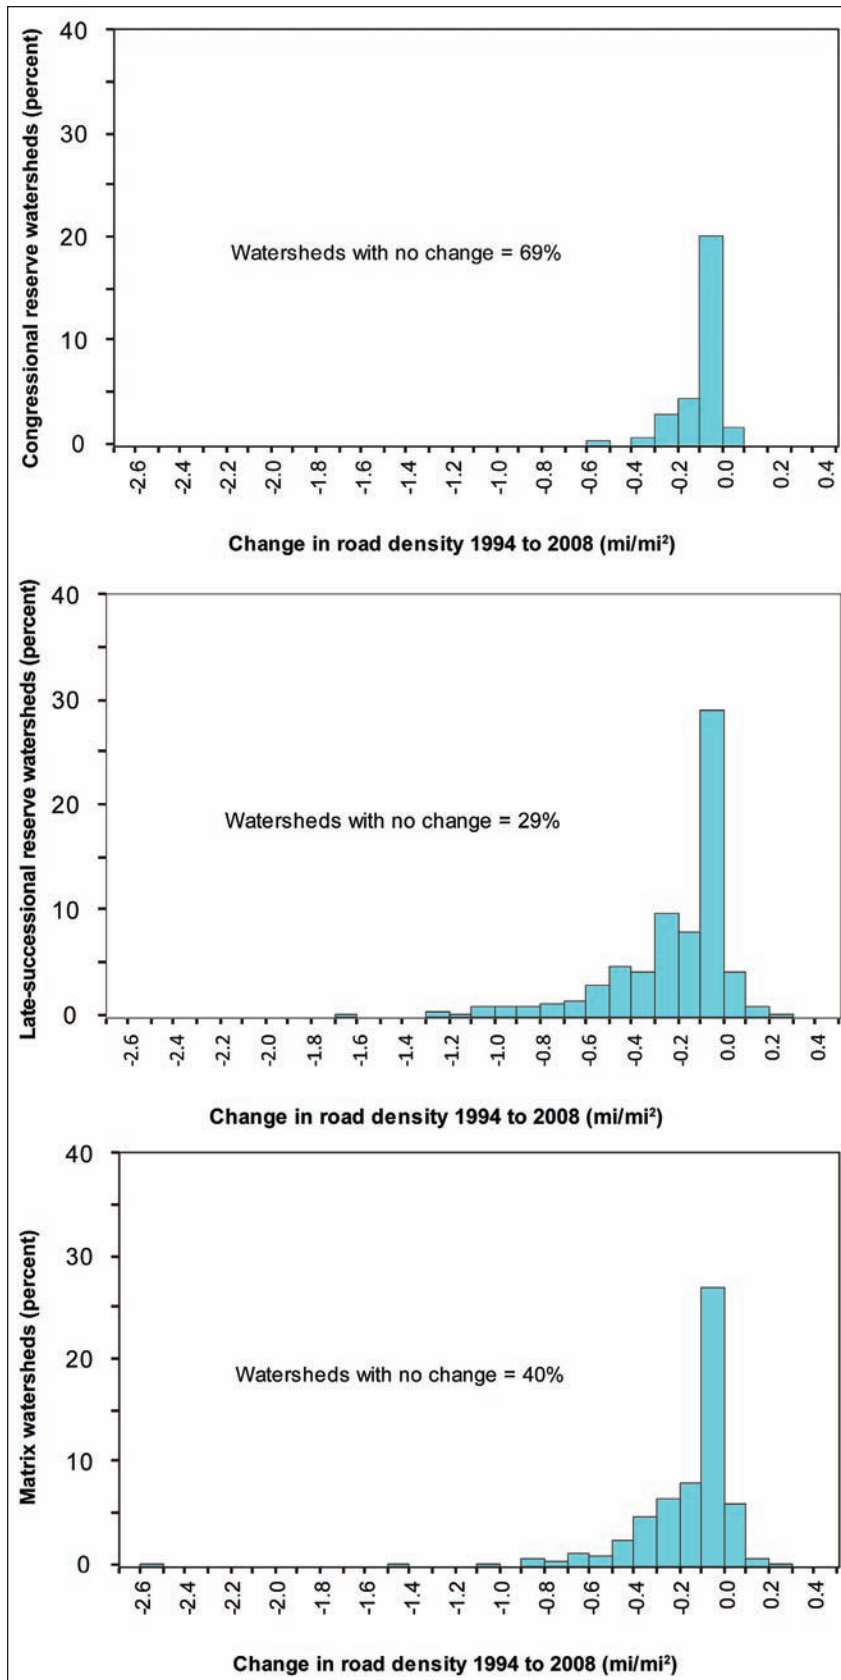 Congressional reserve watersheds (percent)
40
30
20
10
0
Watersheds with no change = 69%
-2.6 -2.4 -2.2 -2.0 -1.8 -1.6 -1.4 -1.2 -1.0 -0.8 -0.6 -0.4 -0.2 0.0 0.2 0.4
Change in road density 1994 to 2008 (mi/mi²)
Late-successional reserve watersheds (percent)
40
30
20
10
0
Watersheds with no change = 29%
-2.6 -2.4 -2.2 -2.0 -1.8 -1.6 -1.4 -1.2 -1.0 -0.8 -0.6 -0.4 -0.2 0.0 0.2 0.4
Change in road density 1994 to 2008 (mi/mi²)
Matrix watersheds (percent)
40
30
20
10
0
Watersheds with no change = 40%
-2.6 -2.4 -2.2 -2.0 -1.8 -1.6 -1.4 -1.2 -1.0 -0.8 -0.6 -0.4 -0.2 0.0 0.2 0.4
Change in road density 1994 to 2008 (mi/mi²)